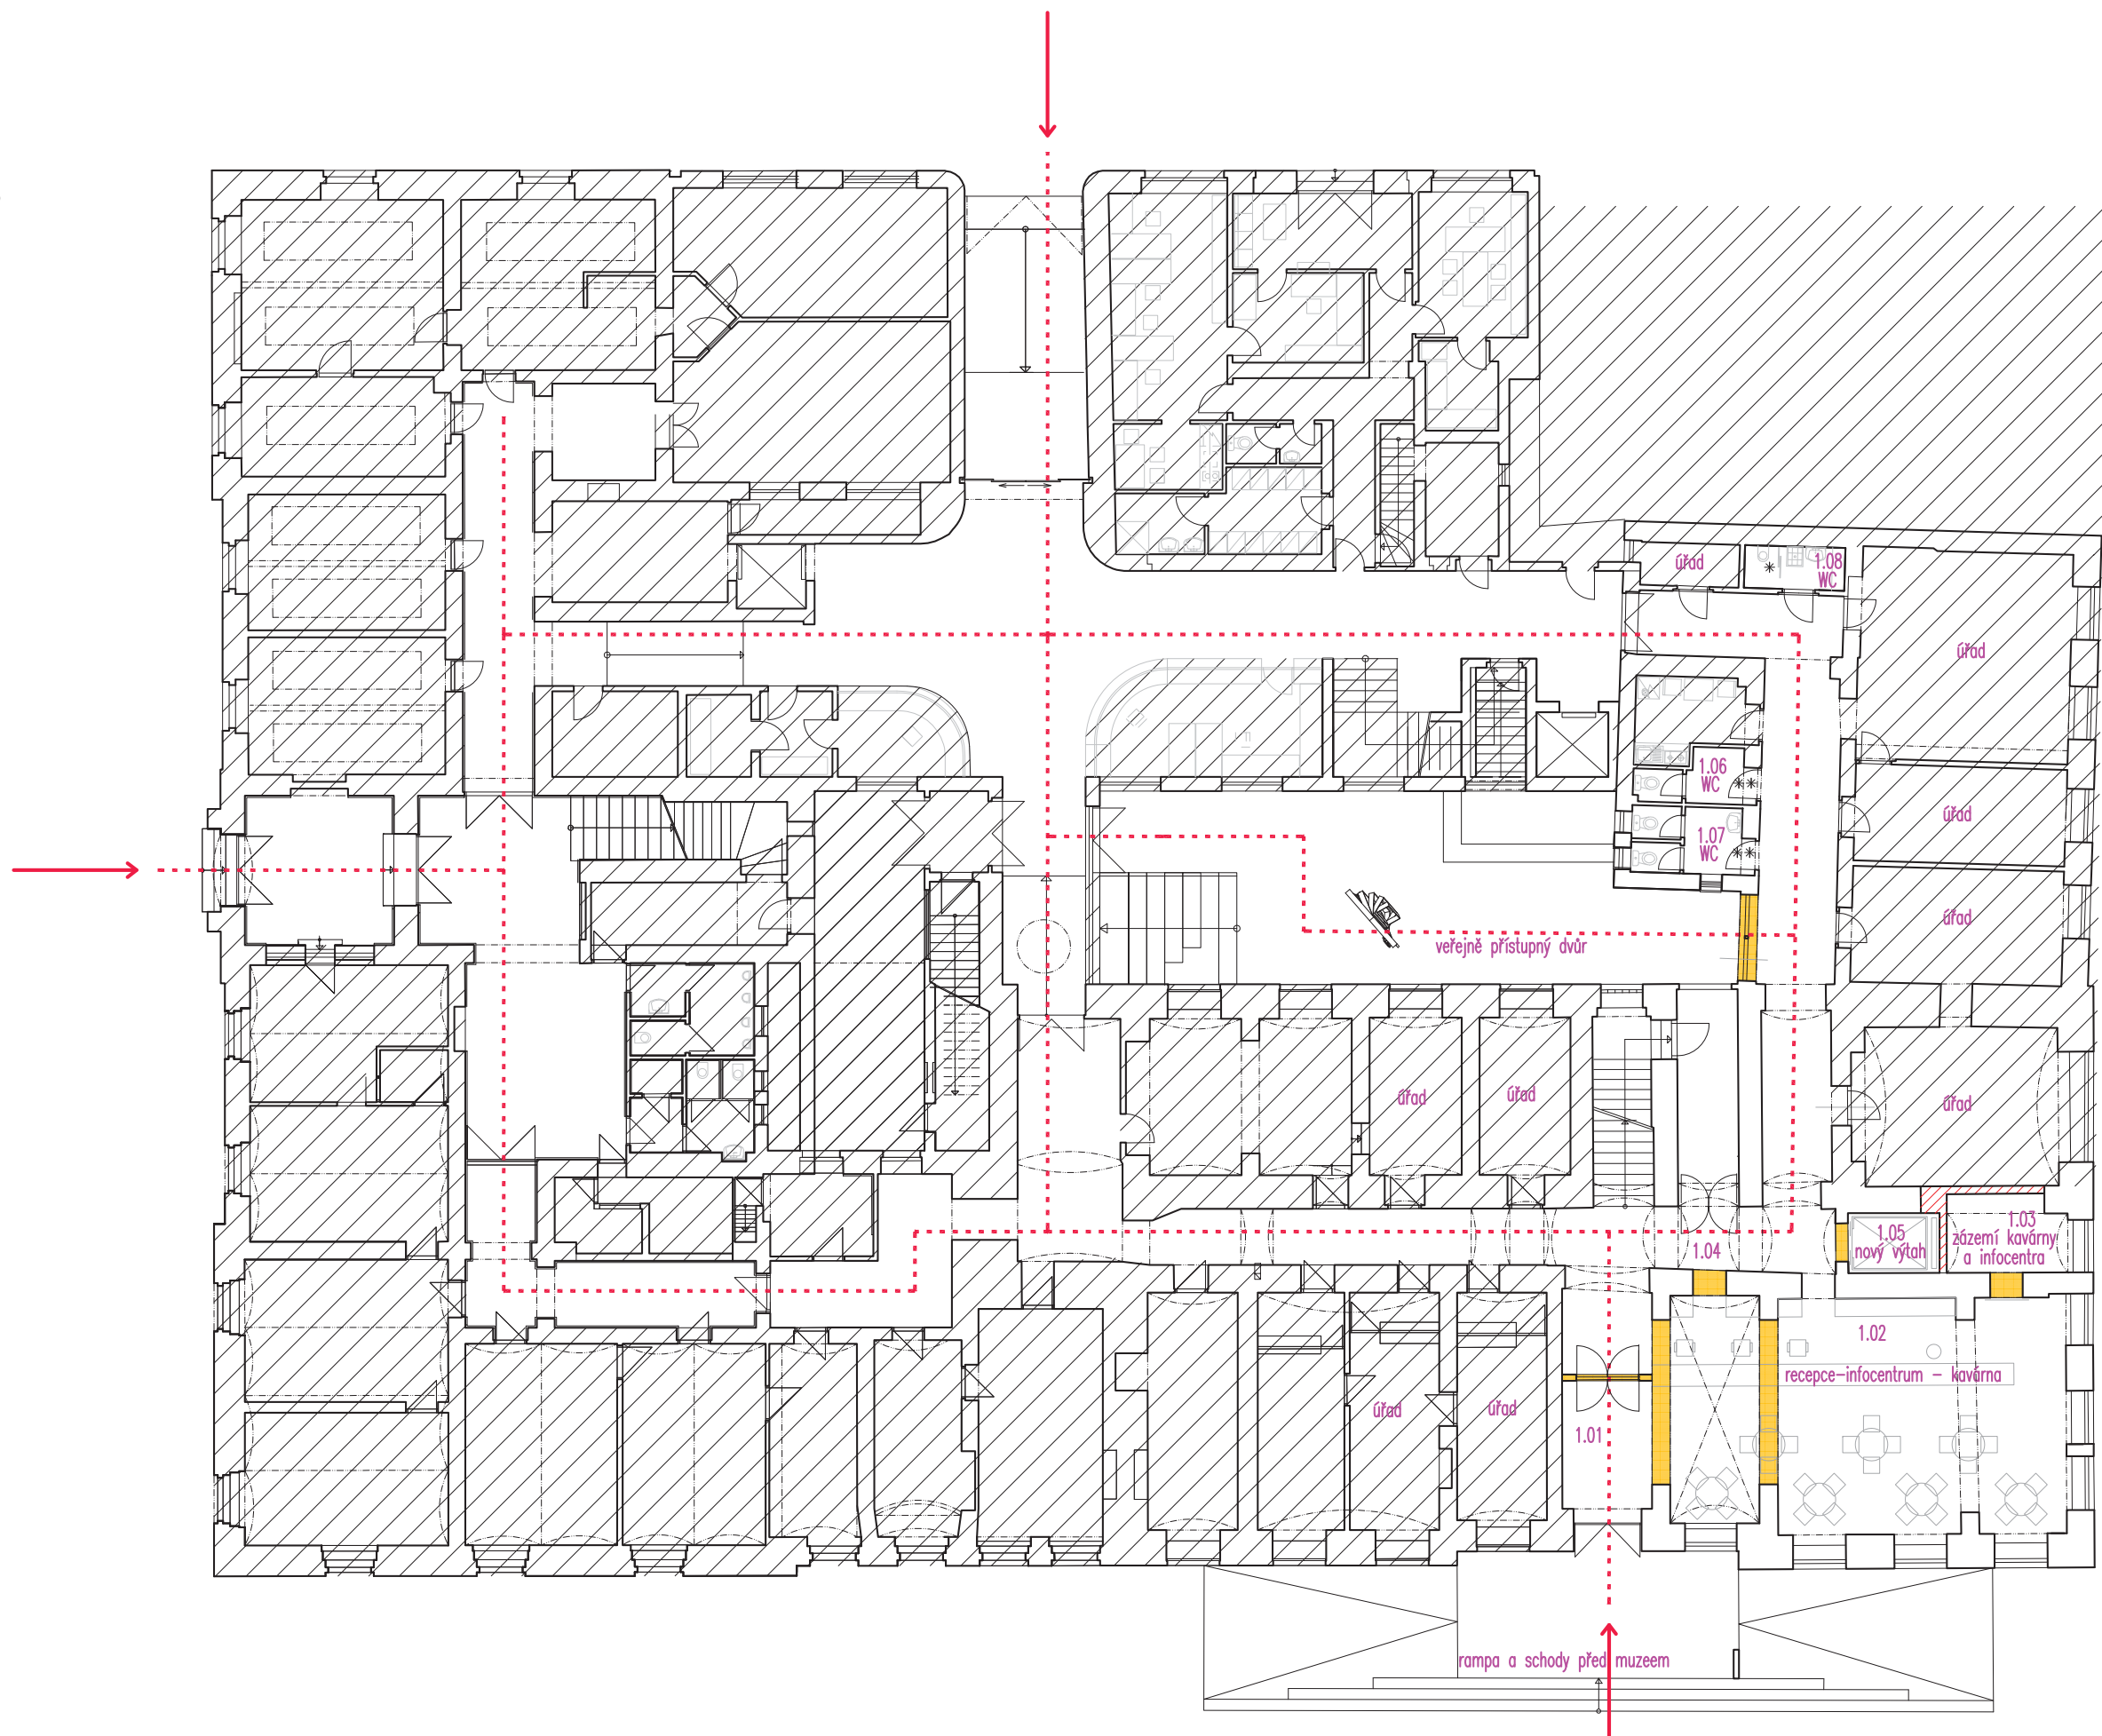 úřad
1.08
WC
úřad
1.06
WC
úřad
1.07
WC
úřad
veřejně přístupný dvůr
úřad
úřad
úřad
1.03
zázemí kavárny
a infocentra
1.05
nový výtah
1.04
1.02
recepce-infocentrum - kavárna
úřad
úřad
1.01
rampa a schody před muzeem